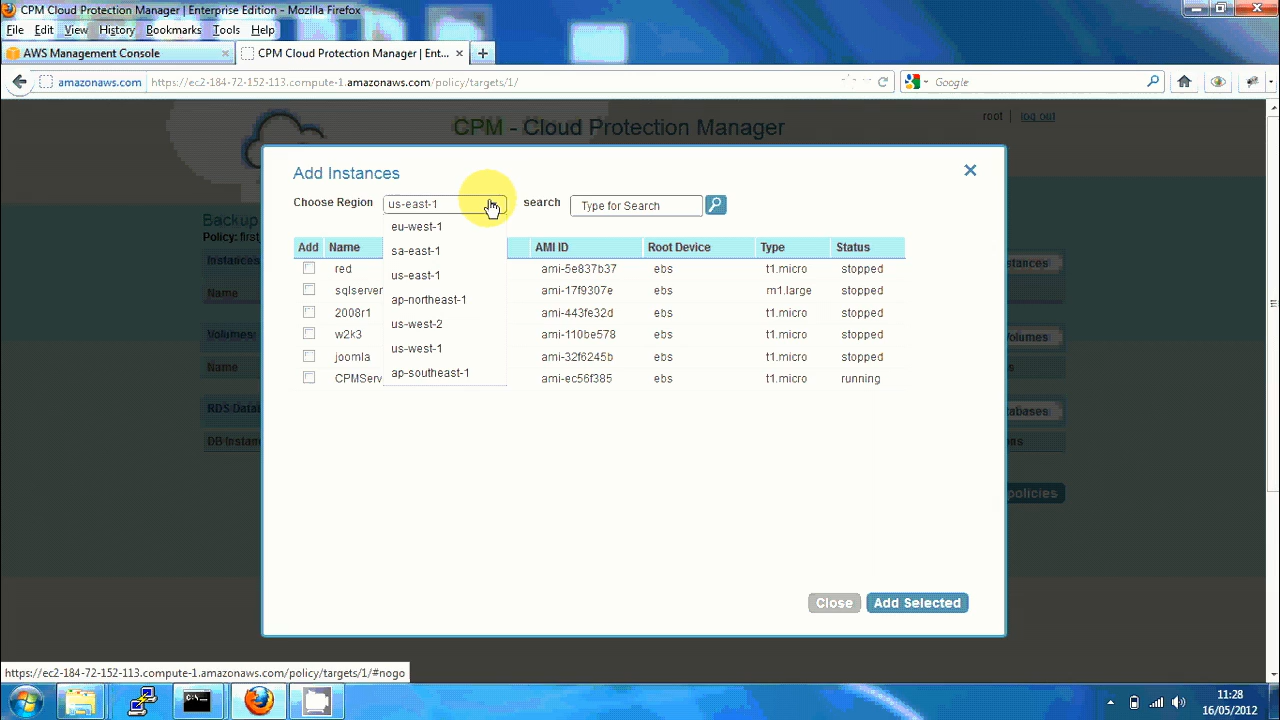 CPM Cloud Protection Manager | Enterprise Edition - Mozilla Firefox
File Edit View History Bookmarks Tools Help
AWS Management Console
CPM Cloud Protection Manager | Ent...
amazonaws.com https://ec2-184-72-152-113.compute-1.amazonaws.com/policy/targets/1/
Google
CPM - Cloud Protection Manager
root | log out
Add Instances
Choose Region us-east-1 search Type for Search
eu-west-1
sa-east-1
us-east-1
ap-northeast-1
us-west-2
us-west-1
ap-southeast-1
Add Name AMI ID Root Device Type Status
red ami-5e837b37 ebs t1.micro stopped
sqlserver ami-17f9307e ebs m1.large stopped
2008r1 ami-443fe32d ebs t1.micro stopped
w2k3 ami-110be578 ebs t1.micro stopped
joomla ami-32f6245b ebs t1.micro stopped
CPMServ ami-ec56f385 ebs t1.micro running
Backup
Policy: first
Instances
Name
Volumes:
Name
RDS Datab
DB Instan
stances
olumes
abases
policies
Close Add Selected
https://ec2-184-72-152-113.compute-1.amazonaws.com/policy/targets/1/#nogo
11:28
16/05/2012